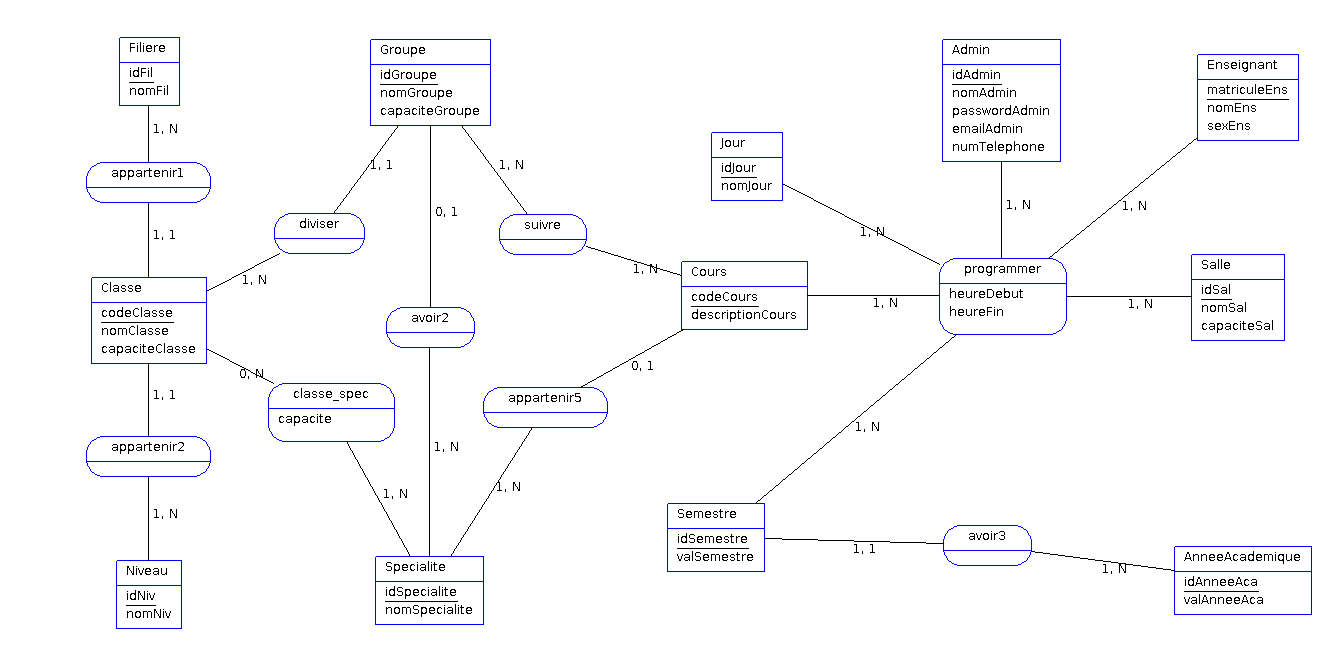 Filiere
idFil
nomFil
1, N
appartenir1
1, 1
Classe
codeClasse
nomClasse
capaciteClasse
1, 1
appartenir2
1, N
Niveau
idNiv
nomNiv
Groupe
idGroupe
nomGroupe
capaciteGroupe
1, 1
diviser
1, N
0, 1
avoir2
1, N
1, N
suivre
1, N
0, N
classe_spec
capacite
1, N
Specialite
idSpecialite
nomSpecialite
Cours
codeCours
descriptionCours
0, 1
appartenir5
1, N
1, N
Jour
idJour
nomJour
1, N
Admin
idAdmin
nomAdmin
passwordAdmin
emailAdmin
numTelephone
1, N
Enseignant
matriculeEns
nomEns
sexEns
1, N
programmer
heureDebut
heureFin
1, N
Salle
idSal
nomSal
capaciteSal
1, N
Semestre
idSemestre
valSemestre
1, 1
avoir3
1, N
AnneeAcademique
idAnneeAca
valAnneeAca